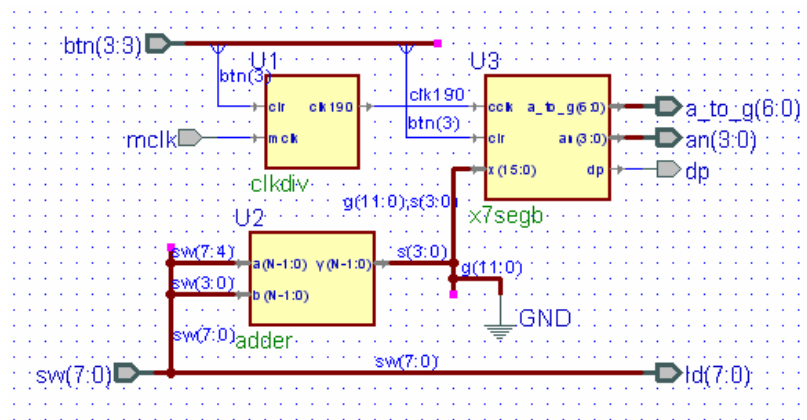 btn(3:3)
U1
U3
btn(3)
clr
clk190
mclk
clk190
btn(3)
cclk
a_to_g(6:0)
clr
an(3:0)
x(15:0)
dp
a_to_g(6:0)
an(3:0)
dp
mclk
clkdiv
g(11:0),s(3:0)
x7segb
U2
sw(7:4)
a(N-1:0)
y(N-1:0)
s(3:0)
sw(3:0)
b(N-1:0)
g(11:0)
sw(7:0)
adder
GND
sw(7:0)
sw(7:0)
ld(7:0)